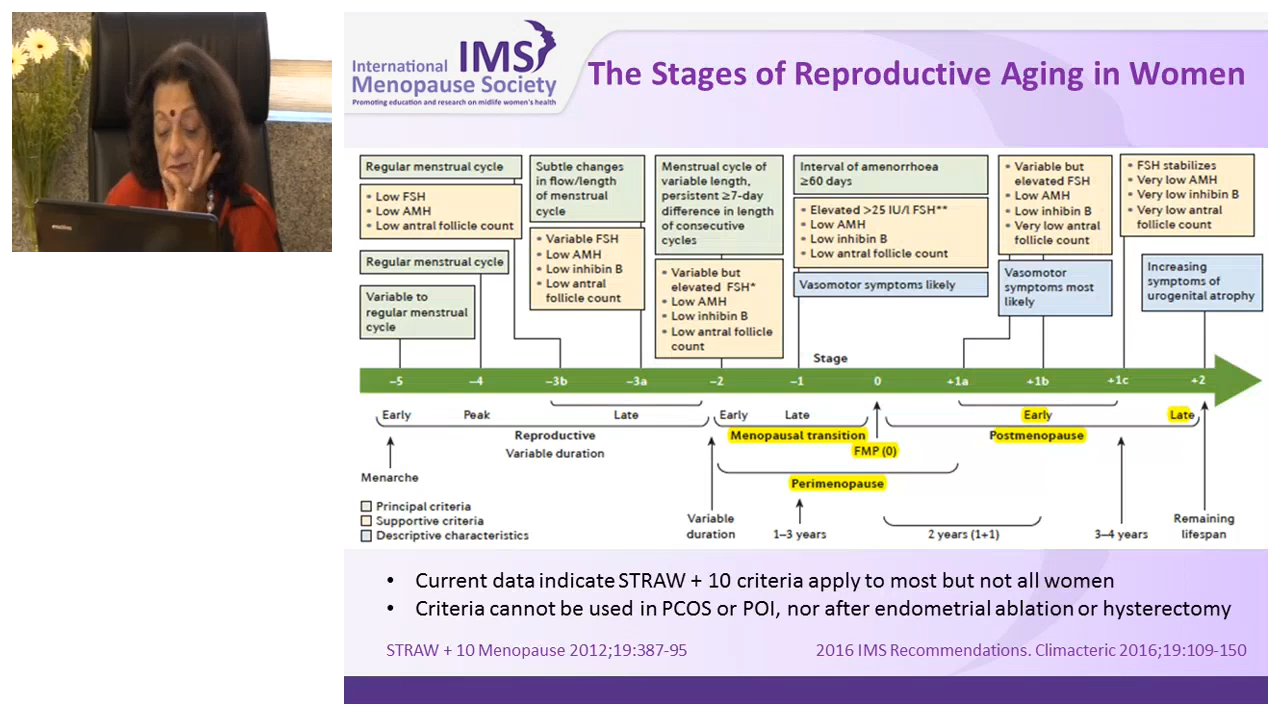 International IMS
Menopause Society
Promoting education and research on midlife women's health
The Stages of Reproductive Aging in Women
Regular menstrual cycle
• Low FSH
• Low AMH
• Low antral follicle count
Regular menstrual cycle
Variable to
regular menstrual
cycle
Subtle changes
in flow/length
of menstrual
cycle
• Variable FSH
• Low AMH
• Low inhibin B
• Low antral
follicle count
Menstrual cycle of
variable length,
persistent ≥7-day
difference in length
of consecutive
cycles
• Variable but
elevated FSH*
• Low AMH
• Low inhibin B
• Low antral follicle
count
Interval of amenorrhoea
≥60 days
• Elevated >25 IU/l FSH**
• Low AMH
• Low inhibin B
• Low antral follicle count
Vasomotor symptoms likely
• Variable but
elevated FSH
• Low AMH
• Low inhibin B
• Very low antral
follicle count
Vasomotor
symptoms most
likely
• FSH stabilizes
• Very low AMH
• Very low inhibin B
• Very low antral
follicle count
Increasing
symptoms of
urogenital atrophy
Stage
−5 −4 −3b −3a −2 −1 0 +1a +1b +1c +2
Early Peak Late Early Late Early Late
Reproductive Menopausal transition Postmenopause
Variable duration FMP (0)
Menarche
Perimenopause
Principal criteria
Supportive criteria
Descriptive characteristics
Variable
duration
1–3 years
2 years (1+1)
3–4 years
Remaining
lifespan
• Current data indicate STRAW + 10 criteria apply to most but not all women
• Criteria cannot be used in PCOS or POI, nor after endometrial ablation or hysterectomy
STRAW + 10 Menopause 2012;19:387-95 2016 IMS Recommendations. Climacteric 2016;19:109-150